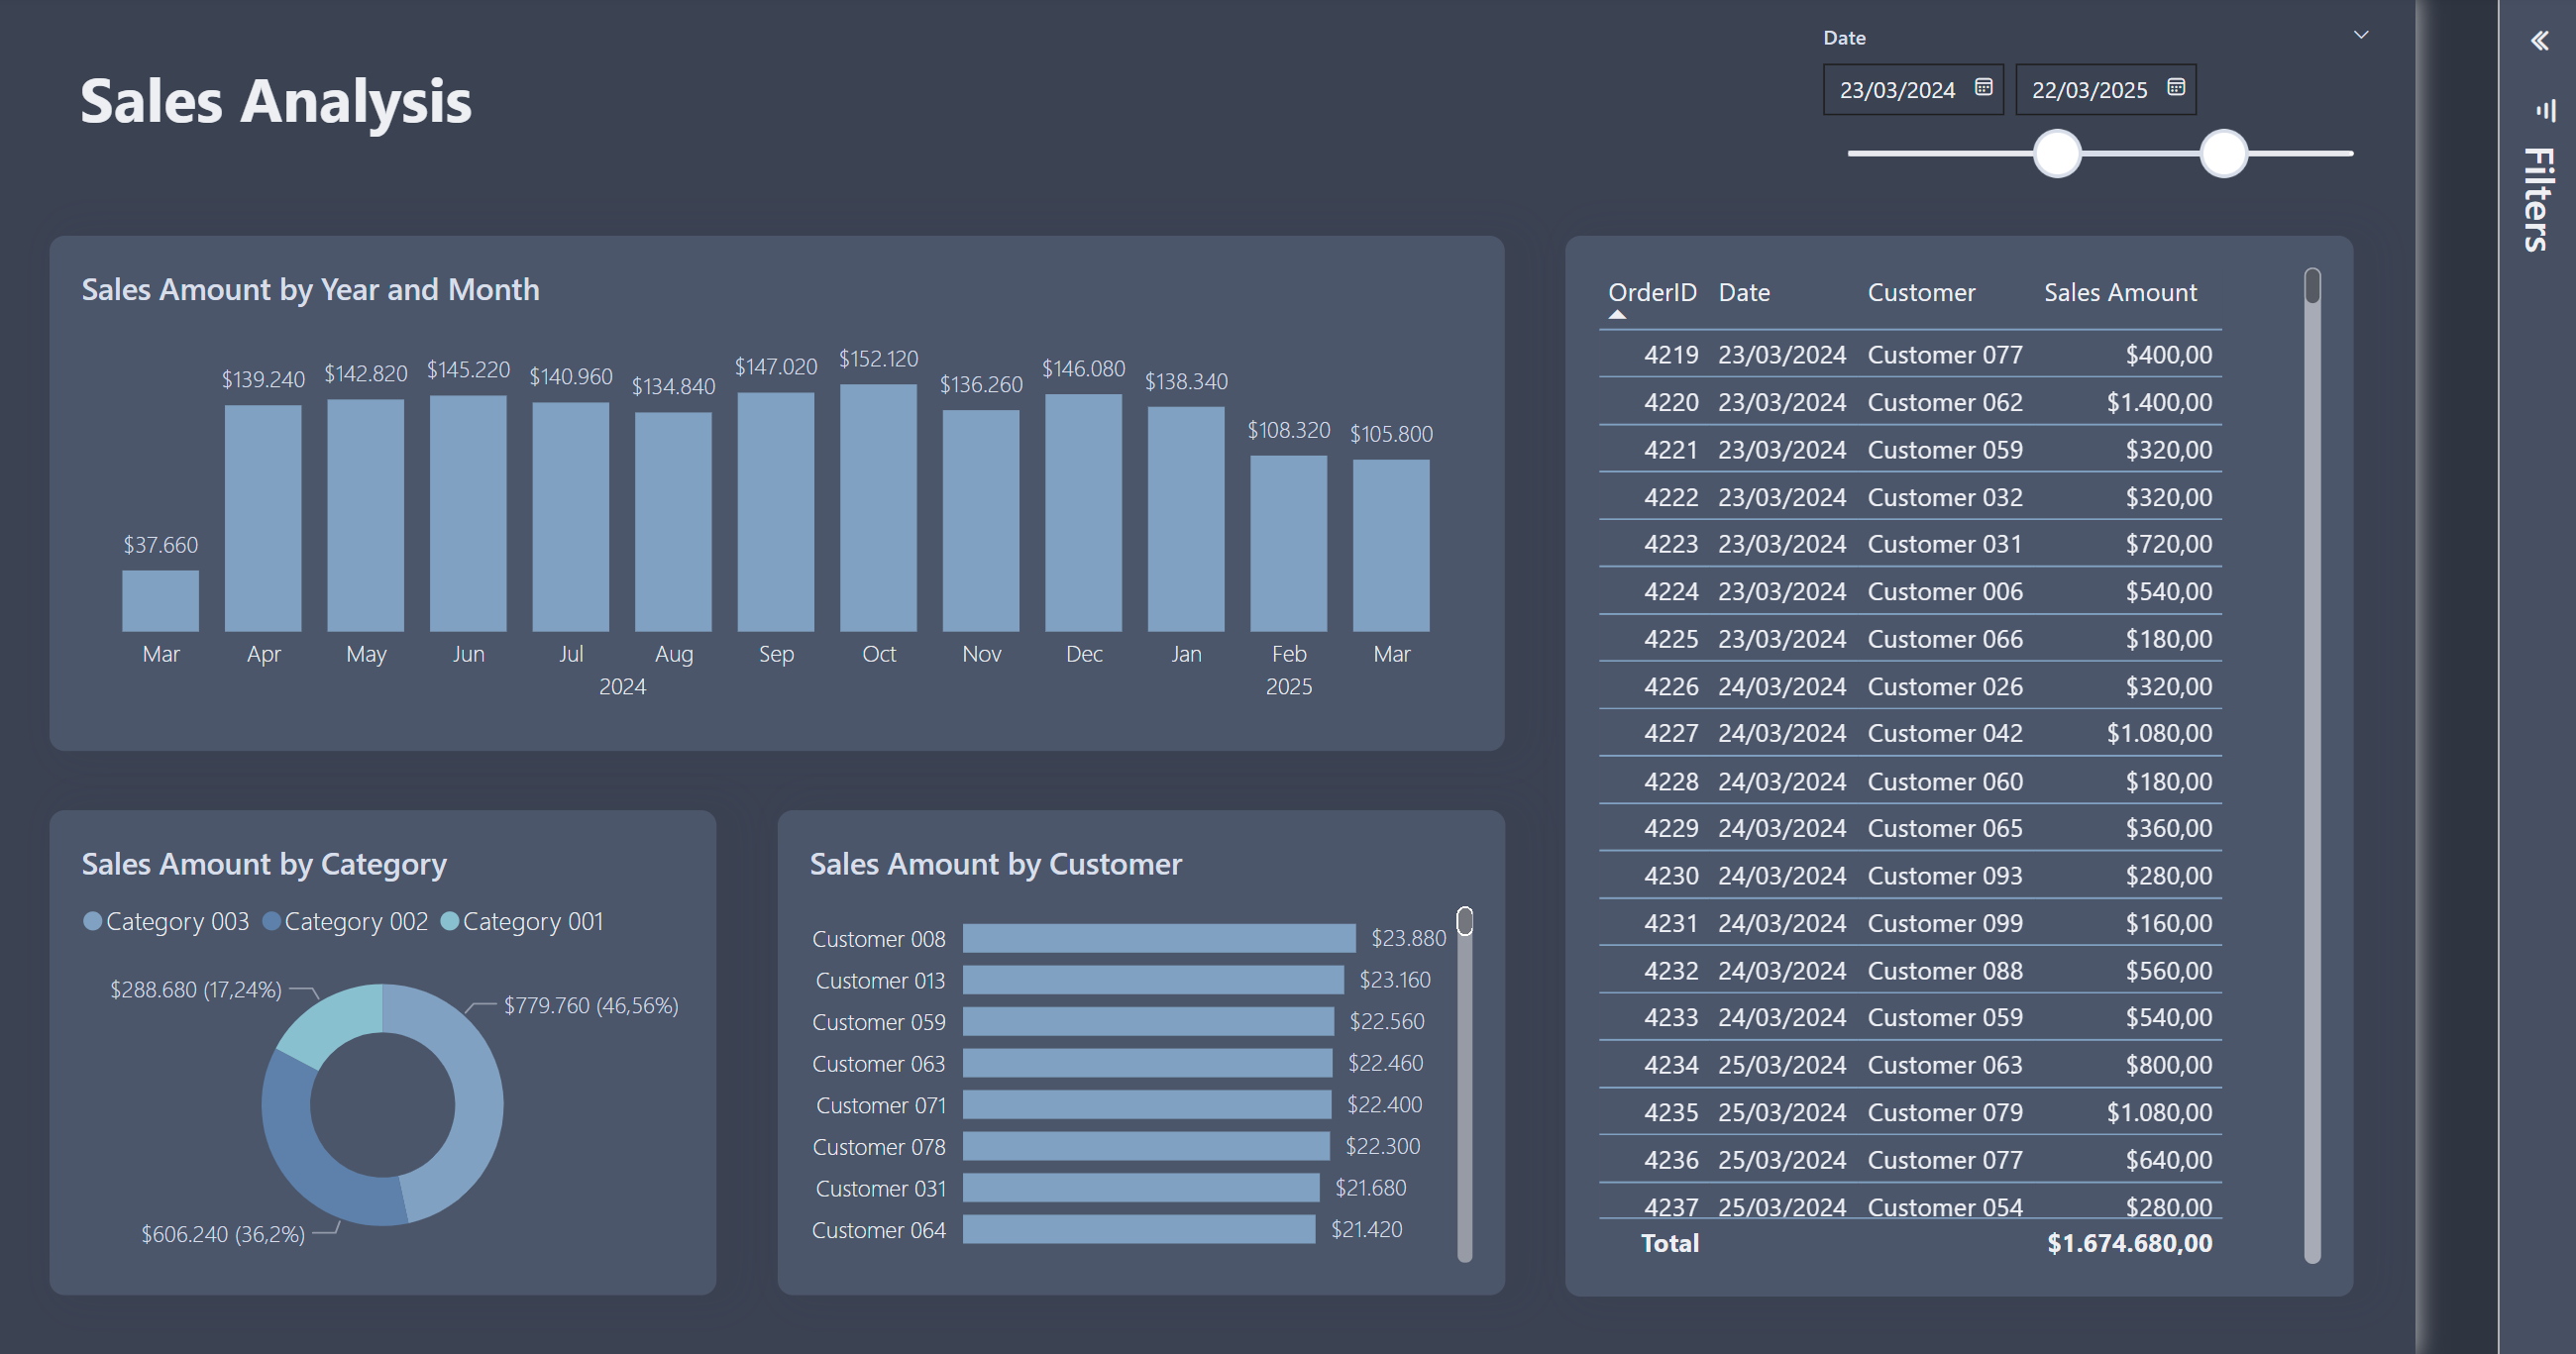 Sales Analysis
Date
23/03/2024 22/03/2025
Filters
Sales Amount by Year and Month
$37.660 $139.240 $142.820 $145.220 $140.960 $134.840 $147.020 $152.120 $136.260 $146.080 $138.340 $108.320 $105.800
Mar Apr May Jun Jul Aug Sep Oct Nov Dec Jan Feb Mar
2024 2025
Sales Amount by Category
Category 003 Category 002 Category 001
$288.680 (17,24%)
$779.760 (46,56%)
$606.240 (36,2%)
Sales Amount by Customer
Customer 008 $23.880
Customer 013 $23.160
Customer 059 $22.560
Customer 063 $22.460
Customer 071 $22.400
Customer 078 $22.300
Customer 031 $21.680
Customer 064 $21.420
OrderID Date Customer Sales Amount
4219 23/03/2024 Customer 077 $400,00
4220 23/03/2024 Customer 062 $1.400,00
4221 23/03/2024 Customer 059 $320,00
4222 23/03/2024 Customer 032 $320,00
4223 23/03/2024 Customer 031 $720,00
4224 23/03/2024 Customer 006 $540,00
4225 23/03/2024 Customer 066 $180,00
4226 24/03/2024 Customer 026 $320,00
4227 24/03/2024 Customer 042 $1.080,00
4228 24/03/2024 Customer 060 $180,00
4229 24/03/2024 Customer 065 $360,00
4230 24/03/2024 Customer 093 $280,00
4231 24/03/2024 Customer 099 $160,00
4232 24/03/2024 Customer 088 $560,00
4233 24/03/2024 Customer 059 $540,00
4234 25/03/2024 Customer 063 $800,00
4235 25/03/2024 Customer 079 $1.080,00
4236 25/03/2024 Customer 077 $640,00
4237 25/03/2024 Customer 054 $280,00
Total $1.674.680,00